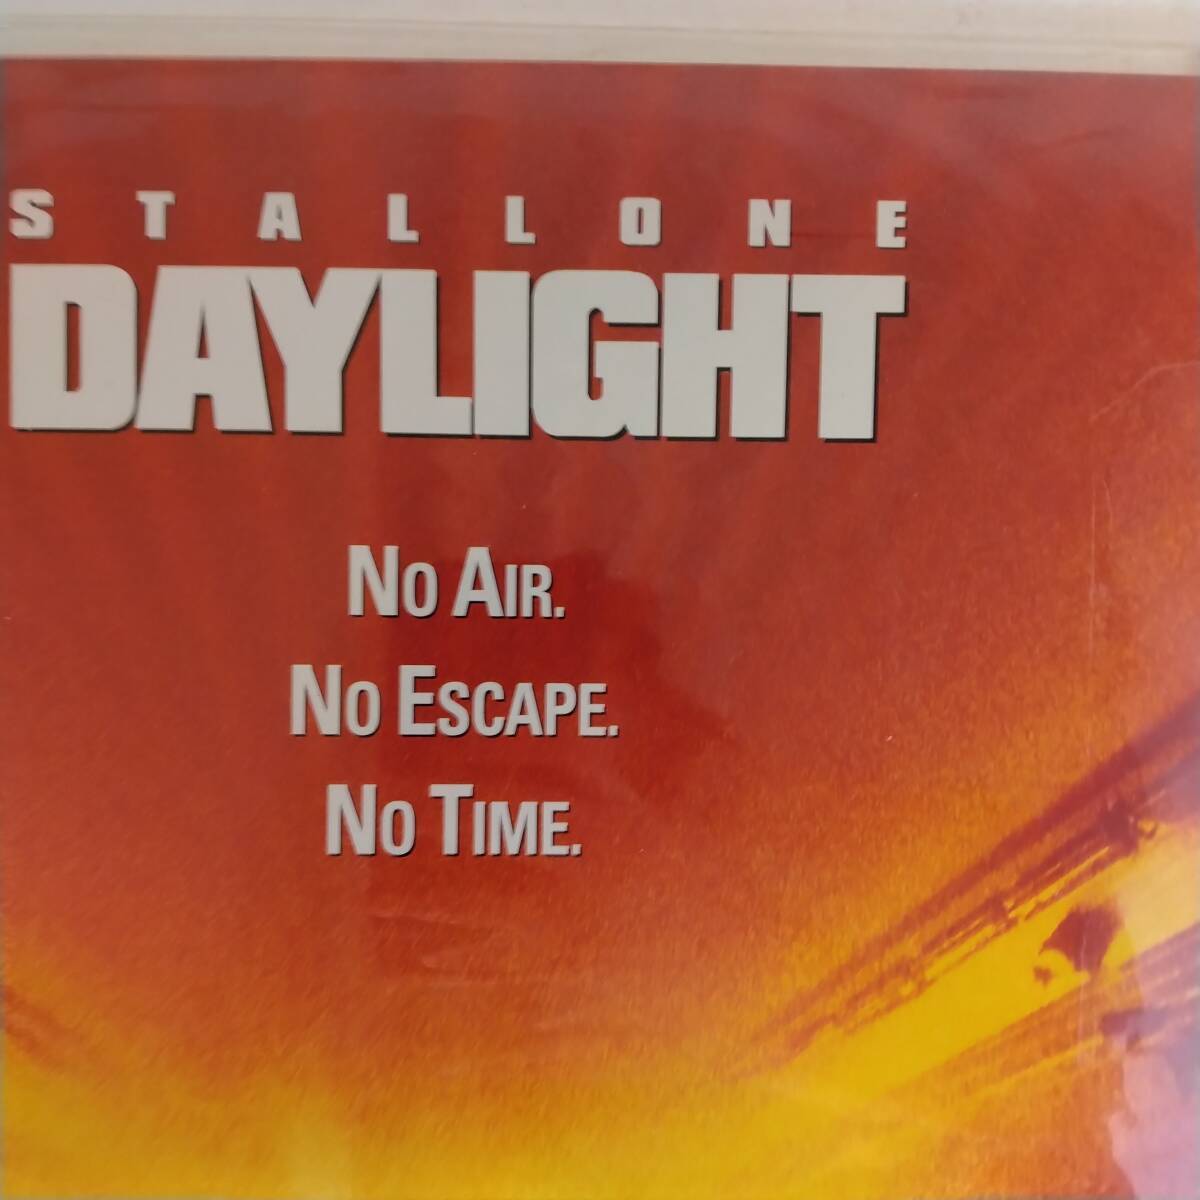 STALLONE
DAYLIGHT
NO AIR.
NO ESCAPE.
NO TIME.